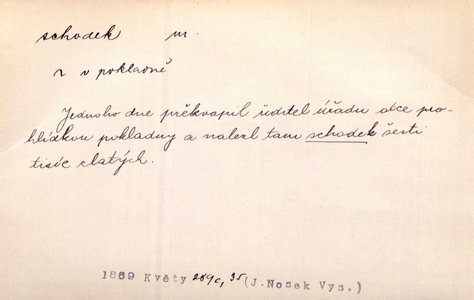 schodek m.
v pokladně
Jednoho dne překvapil ředitel úřadu obce pro-
hlídkou pokladny a nalezl tam schodek šesti
tisíc zlatých.
1869 Květy 289c, 35 (J.Nosek Vys.)